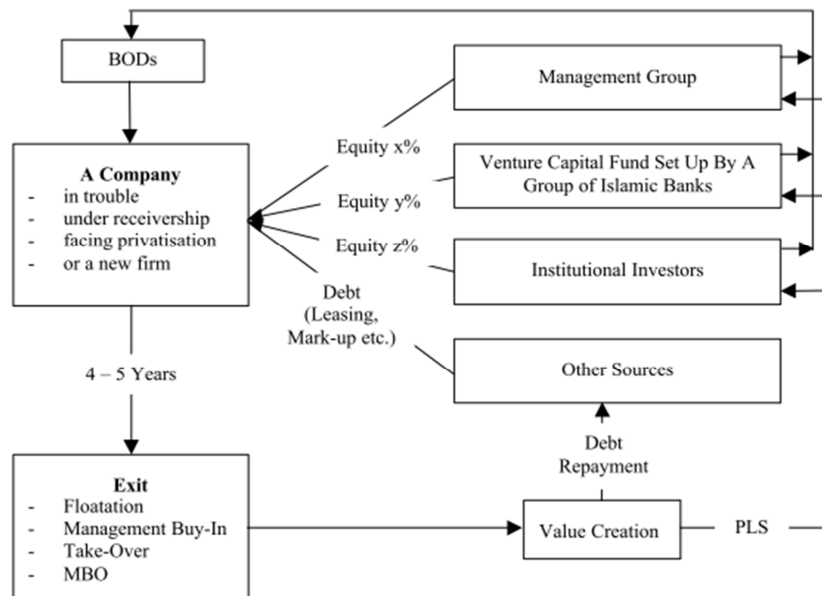 BODs
Management Group
A Company
- in trouble
- under receivership
- facing privatisation
- or a new firm
Equity x%
Venture Capital Fund Set Up By A
Group of Islamic Banks
Equity y%
Equity z%
Institutional Investors
Debt
(Leasing,
Mark-up etc.)
Other Sources
4 – 5 Years
Debt
Repayment
Exit
- Floatation
- Management Buy-In
- Take-Over
- MBO
Value Creation
PLS